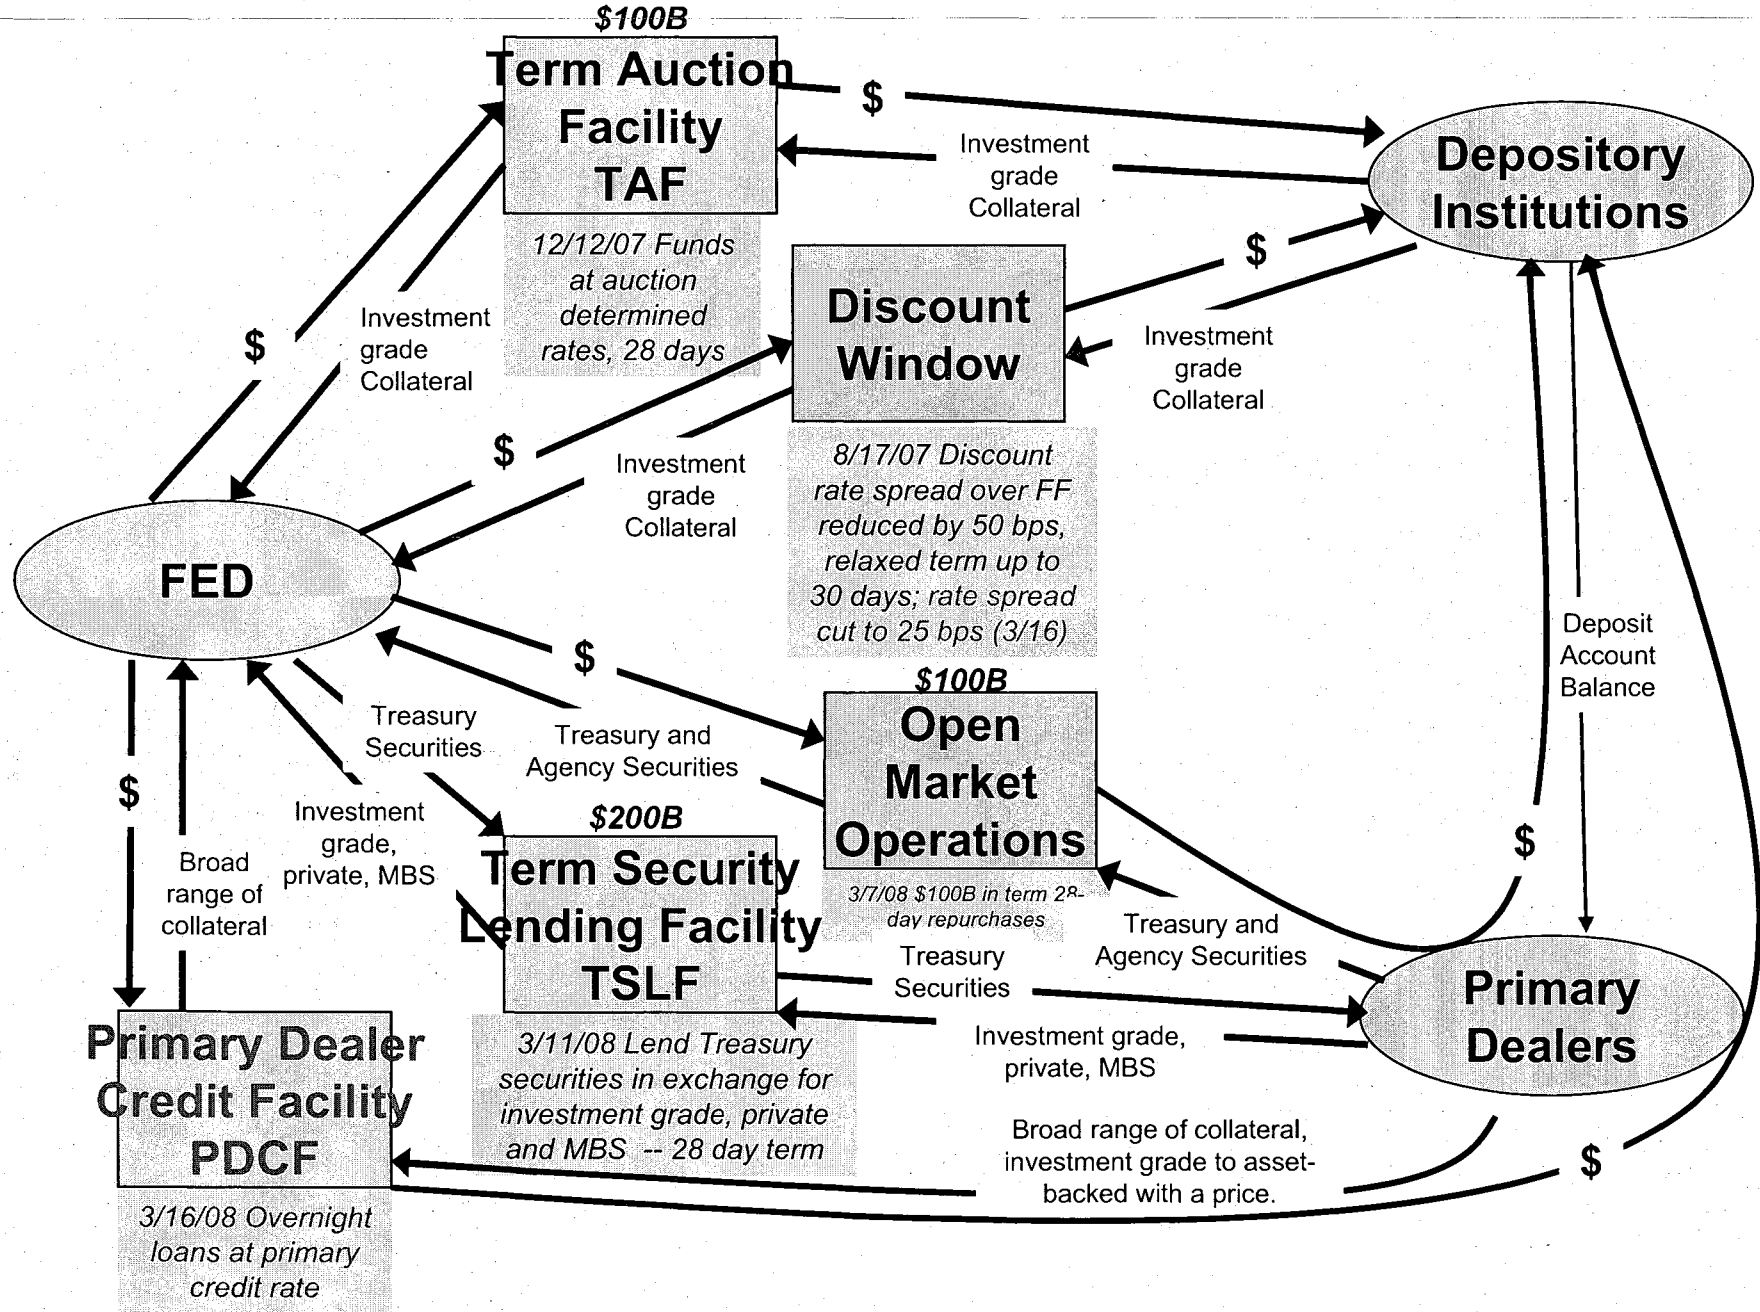 $100B
Term Auction
Facility
TAF
12/12/07 Funds
at auction
determined
rates, 28 days
$
Investment
grade
Collateral
Depository
Institutions
$
Investment
grade
Collateral
$
Investment
grade
Collateral
Discount
Window
8/17/07 Discount
rate spread over FF
reduced by 50 bps,
relaxed term up to
30 days; rate spread
cut to 25 bps (3/16)
$
Investment
grade
Collateral
FED
$
Treasury and
Agency Securities
Treasury
Securities
Investment
grade,
private, MBS
$
Broad
range of
collateral
$100B
Open
Market
Operations
3/7/08 $100B in term 28-
day repurchases
Deposit
Account
Balance
$
$200B
Term Security
Lending Facility
TSLF
3/11/08 Lend Treasury
securities in exchange for
investment grade, private
and MBS -- 28 day term
Treasury and
Agency Securities
Treasury
Securities
Investment grade,
private, MBS
Primary
Dealers
Primary Dealer
Credit Facility
PDCF
3/16/08 Overnight
loans at primary
credit rate
Broad range of collateral,
investment grade to asset-
backed with a price.
$